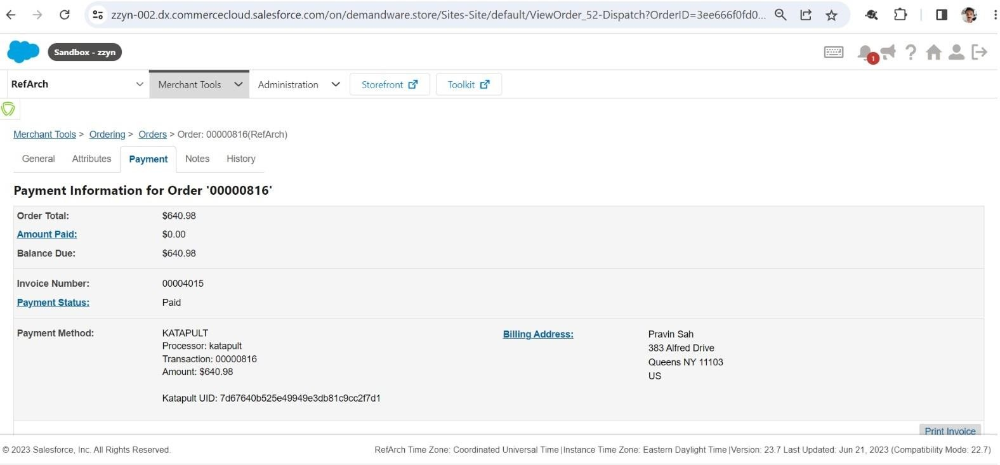 zzyn-002.dx.commercecloud.salesforce.com/on/demandware.store/Sites-Site/default/ViewOrder_52-Dispatch?OrderID=3ee666f0fd0...
Sandbox - zzyn
1
RefArch Merchant Tools Administration Storefront Toolkit
Merchant Tools > Ordering > Orders > Order: 00000816(RefArch)
General Attributes Payment Notes History
Payment Information for Order '00000816'
Order Total: $640.98
Amount Paid: $0.00
Balance Due: $640.98
Invoice Number: 00004015
Payment Status: Paid
Payment Method: KATAPULT
Processor: katapult
Transaction: 00000816
Amount: $640.98
Katapult UID: 7d67640b525e49949e3db81c9cc2f7d1
Billing Address: Pravin Sah
383 Alfred Drive
Queens NY 11103
US
Print Invoice
© 2023 Salesforce, Inc. All Rights Reserved. RefArch Time Zone: Coordinated Universal Time | Instance Time Zone: Eastern Daylight Time | Version: 23.7 Last Updated: Jun 21, 2023 (Compatibility Mode: 22.7)